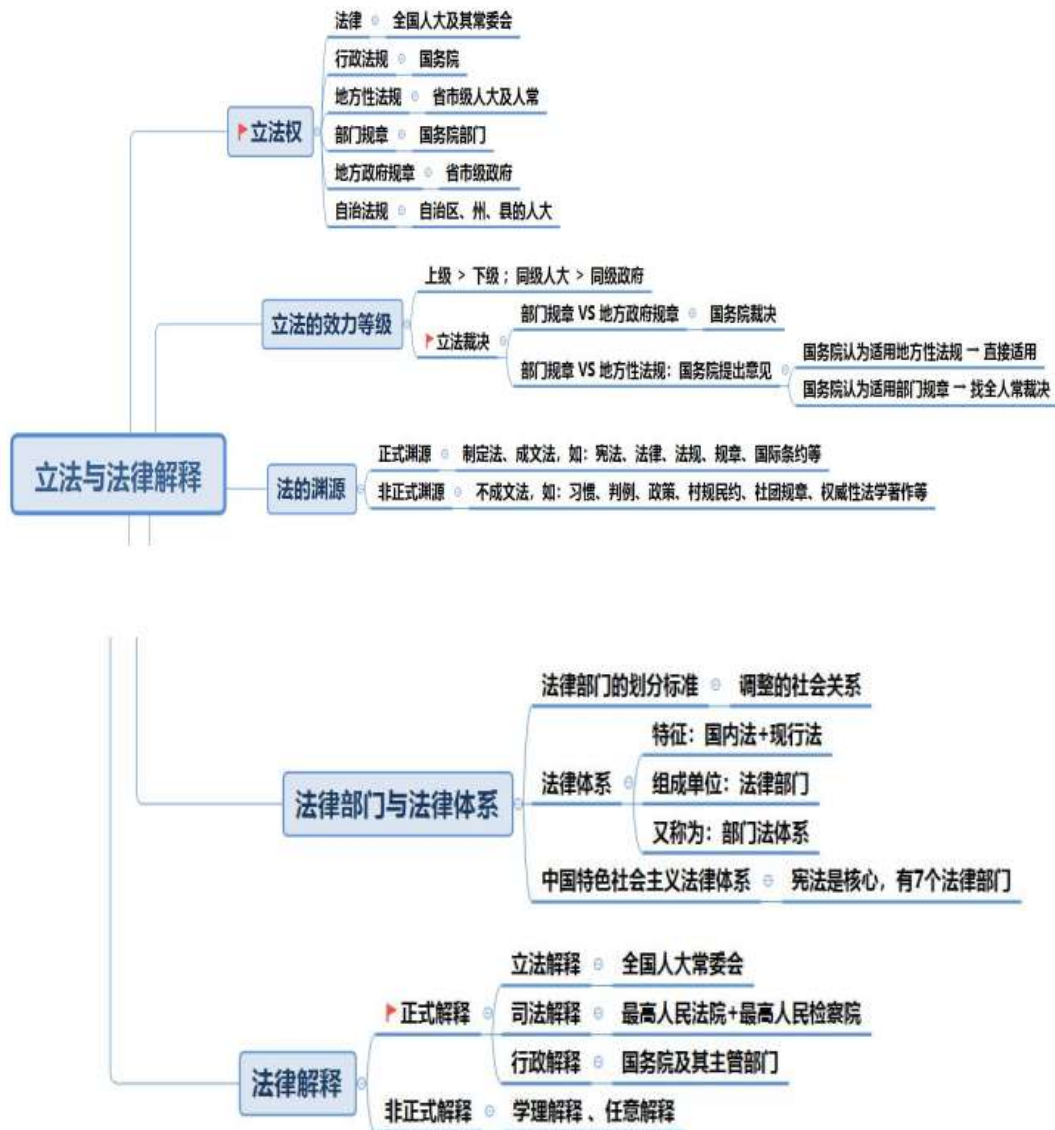 立法与法律解释
立法权
法律 全国人大及其常委会
行政法规 国务院
地方性法规 省市级人大及人常
部门规章 国务院部门
地方政府规章 省市级政府
自治法规 自治区、州、县的人大
立法的效力等级
上级 > 下级；同级人大 > 同级政府
立法裁决
部门规章 VS 地方政府规章 国务院裁决
部门规章 VS 地方性法规：国务院提出意见
国务院认为适用地方性法规 → 直接适用
国务院认为适用部门规章 → 找全人常裁决
法的渊源
正式渊源 制定法、成文法，如：宪法、法律、法规、规章、国际条约等
非正式渊源 不成文法，如：习惯、判例、政策、村规民约、社团规章、权威性法学著作等
法律部门与法律体系
法律部门的划分标准 调整的社会关系
法律体系
特征：国内法+现行法
组成单位：法律部门
又称为：部门法体系
中国特色社会主义法律体系 宪法是核心，有7个法律部门
法律解释
正式解释
立法解释 全国人大常委会
司法解释 最高人民法院+最高人民检察院
行政解释 国务院及其主管部门
非正式解释 学理解释 、任意解释